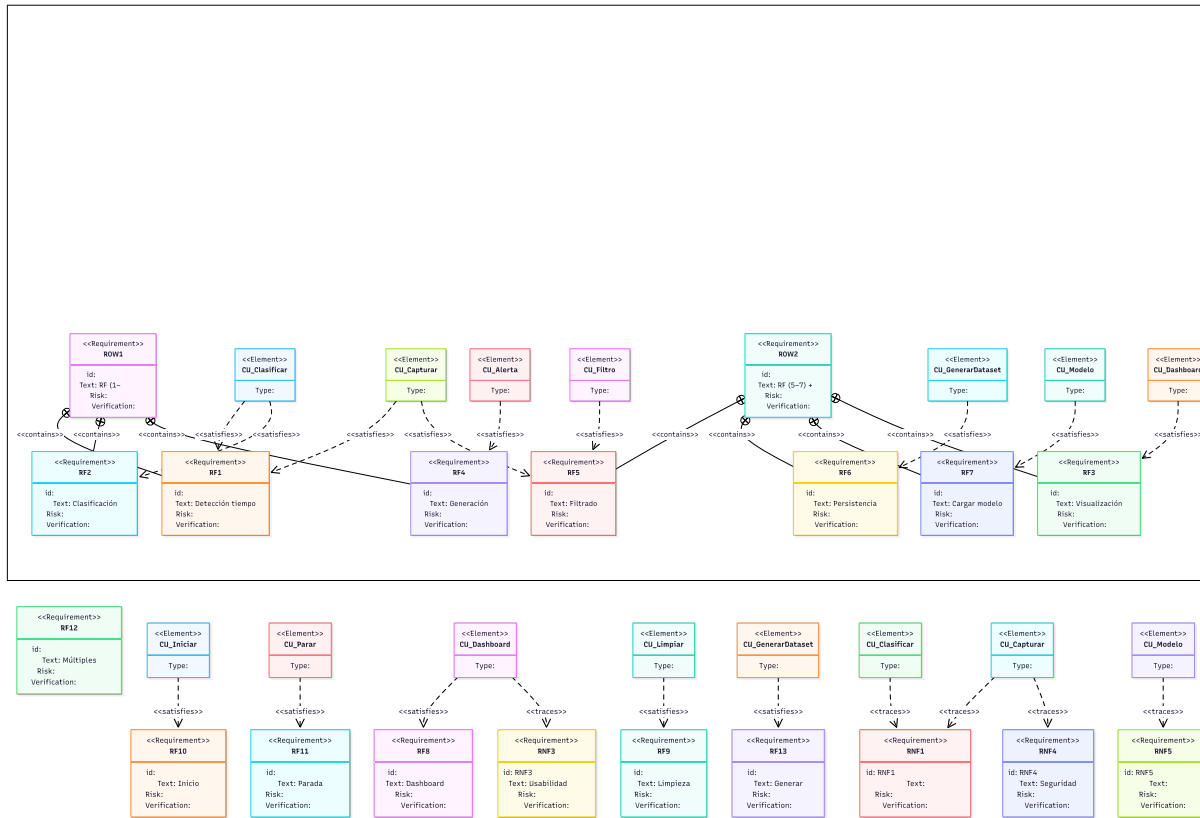 <<Requirement>>
ROW1
id:
Text: RF (1–
Risk:
Verification:
<<Element>>
CU_Clasificar
Type:
<<Element>>
CU_Capturar
Type:
<<Element>>
CU_Alerta
Type:
<<Element>>
CU_Filtro
Type:
<<Requirement>>
ROW2
id:
Text: RF (5–7) +
Risk:
Verification:
<<Element>>
CU_GenerarDataset
Type:
<<Element>>
CU_Modelo
Type:
<<Element>>
CU_Dashboard
Type:
<<contains>>
<<contains>>
<<contains>>
<<satisfies>>
<<satisfies>>
<<satisfies>>
<<satisfies>>
<<satisfies>>
<<satisfies>>
<<contains>>
<<contains>>
<<contains>>
<<contains>>
<<satisfies>>
<<satisfies>>
<<satisfies>>
<<Requirement>>
RF2
id:
Text: Clasificación
Risk:
Verification:
<<Requirement>>
RF1
id:
Text: Detección tiempo
Risk:
Verification:
<<Requirement>>
RF4
id:
Text: Generación
Risk:
Verification:
<<Requirement>>
RF5
id:
Text: Filtrado
Risk:
Verification:
<<Requirement>>
RF6
id:
Text: Persistencia
Risk:
Verification:
<<Requirement>>
RF7
id:
Text: Cargar modelo
Risk:
Verification:
<<Requirement>>
RF3
id:
Text: Visualización
Risk:
Verification:
<<Requirement>>
RF12
id:
Text: Múltiples
Risk:
Verification:
<<Element>>
CU_Iniciar
Type:
<<Element>>
CU_Parar
Type:
<<Element>>
CU_Dashboard
Type:
<<Element>>
CU_Limpiar
Type:
<<Element>>
CU_GenerarDataset
Type:
<<Element>>
CU_Clasificar
Type:
<<Element>>
CU_Capturar
Type:
<<Element>>
CU_Modelo
Type:
<<satisfies>>
<<satisfies>>
<<satisfies>>
<<traces>>
<<satisfies>>
<<satisfies>>
<<traces>>
<<traces>>
<<traces>>
<<traces>>
<<Requirement>>
RF10
id:
Text: Inicio
Risk:
Verification:
<<Requirement>>
RF11
id:
Text: Parada
Risk:
Verification:
<<Requirement>>
RF8
id:
Text: Dashboard
Risk:
Verification:
<<Requirement>>
RNF3
id: RNF3
Text: Usabilidad
Risk:
Verification:
<<Requirement>>
RF9
id:
Text: Limpieza
Risk:
Verification:
<<Requirement>>
RF13
id:
Text: Generar
Risk:
Verification:
<<Requirement>>
RNF1
id: RNF1
Text:
Risk:
Verification:
<<Requirement>>
RNF4
id: RNF4
Text: Seguridad
Risk:
Verification:
<<Requirement>>
RNF5
id: RNF5
Text:
Risk:
Verification: